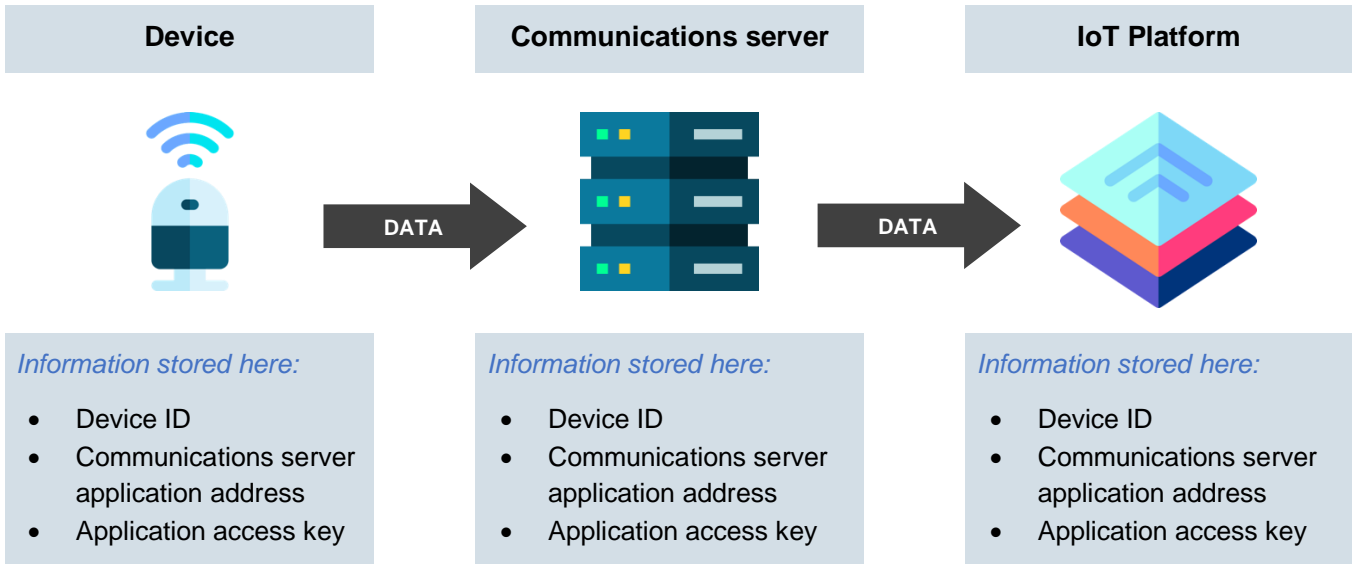 Device
Communications server
IoT Platform
DATA
DATA
Information stored here:
• Device ID
• Communications server
application address
• Application access key
Information stored here:
• Device ID
• Communications server
application address
• Application access key
Information stored here:
• Device ID
• Communications server
application address
• Application access key